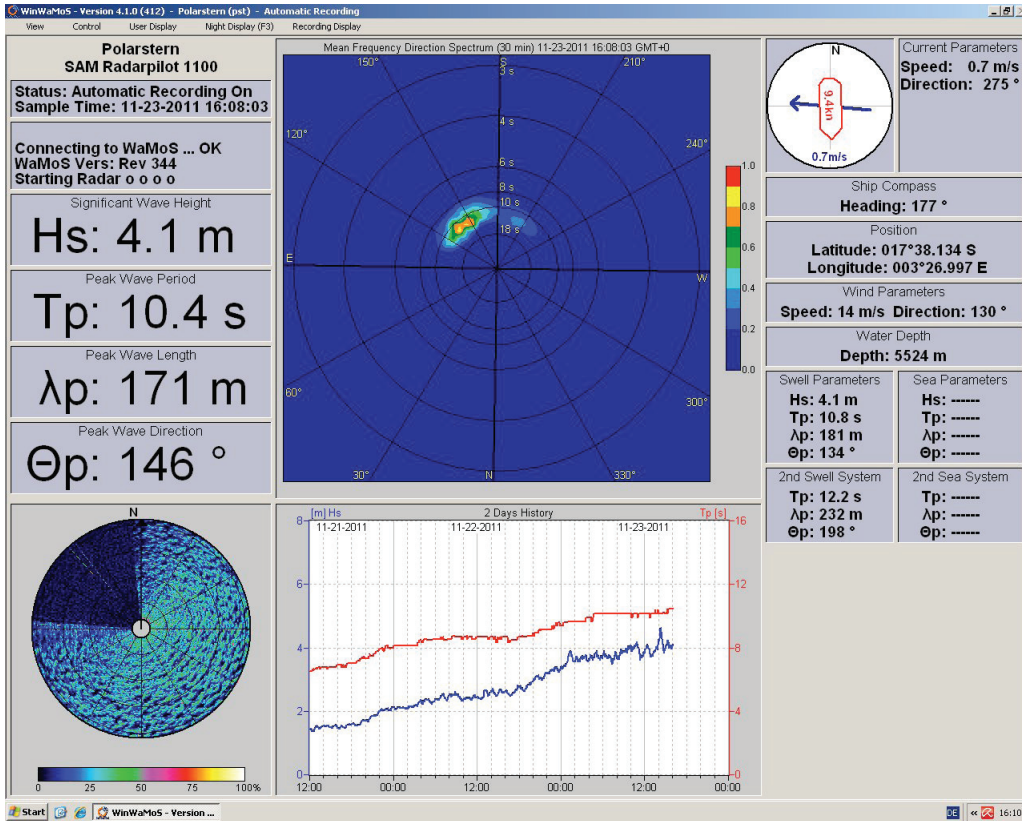 WinWaMoS - Version 4.1.0 (412) - Polarstern (pst) - Automatic Recording
View Control User Display Night Display (F3) Recording Display
Polarstern
SAM Radarpilot 1100
Status: Automatic Recording On
Sample Time: 11-23-2011 16:08:03
Connecting to WaMoS ... OK
WaMoS Vers: Rev 344
Starting Radar o o o o
Significant Wave Height
Hs: 4.1 m
Peak Wave Period
Tp: 10.4 s
Peak Wave Length
λp: 171 m
Peak Wave Direction
Θp: 146 °
N
0 25 50 75 100%
Mean Frequency Direction Spectrum (30 min) 11-23-2011 16:08:03 GMT+0
150° S 210°
3 s
4 s
120° 240°
6 s
8 s
10 s
18 s
E W
60° 300°
30° N 330°
1.0
0.8
0.6
0.4
0.2
0.0
[m] Hs 2 Days History Tp [s]
11-21-2011 11-22-2011 11-23-2011
8 16
6 12
4 8
2 4
0 0
12:00 00:00 12:00 00:00 12:00 00:00
N
9.4kn
0.7m/s
Current Parameters
Speed: 0.7 m/s
Direction: 275 °
Ship Compass
Heading: 177 °
Position
Latitude: 017°38.134 S
Longitude: 003°26.997 E
Wind Parameters
Speed: 14 m/s Direction: 130 °
Water Depth
Depth: 5524 m
Swell Parameters
Hs: 4.1 m
Tp: 10.8 s
λp: 181 m
Θp: 134 °
Sea Parameters
Hs: ------
Tp: ------
λp: ------
Θp: ------
2nd Swell System
Tp: 12.2 s
λp: 232 m
Θp: 198 °
2nd Sea System
Tp: ------
λp: ------
Θp: ------
Start WinWaMoS - Version ... DE « 16:10